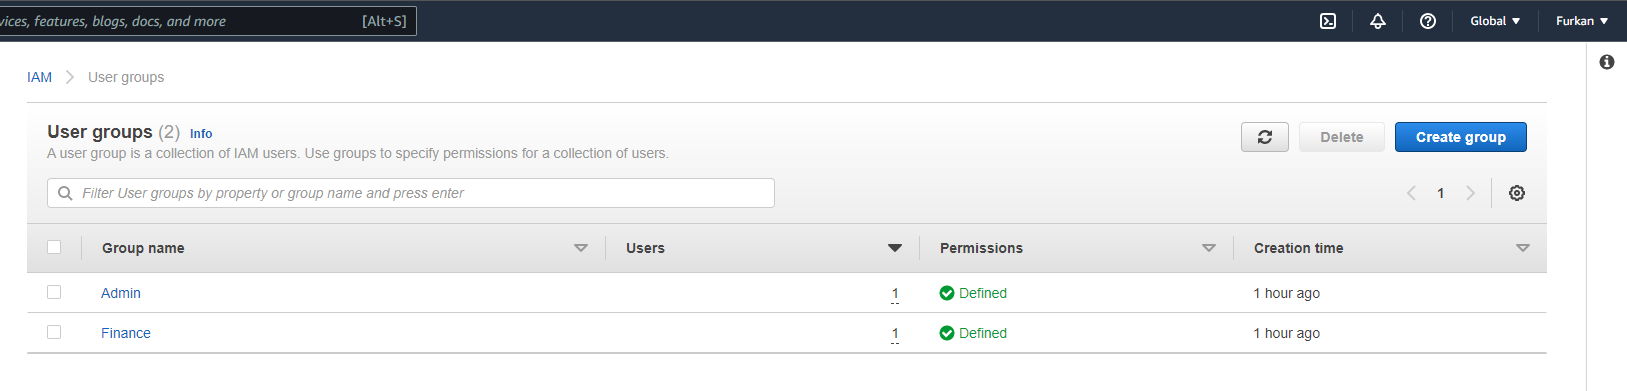 vices, features, blogs, docs, and more [Alt+S] Global Furkan
IAM User groups
User groups (2) Info
A user group is a collection of IAM users. Use groups to specify permissions for a collection of users.
Delete Create group
Filter User groups by property or group name and press enter
1
Group name Users Permissions Creation time
Admin 1 Defined 1 hour ago
Finance 1 Defined 1 hour ago